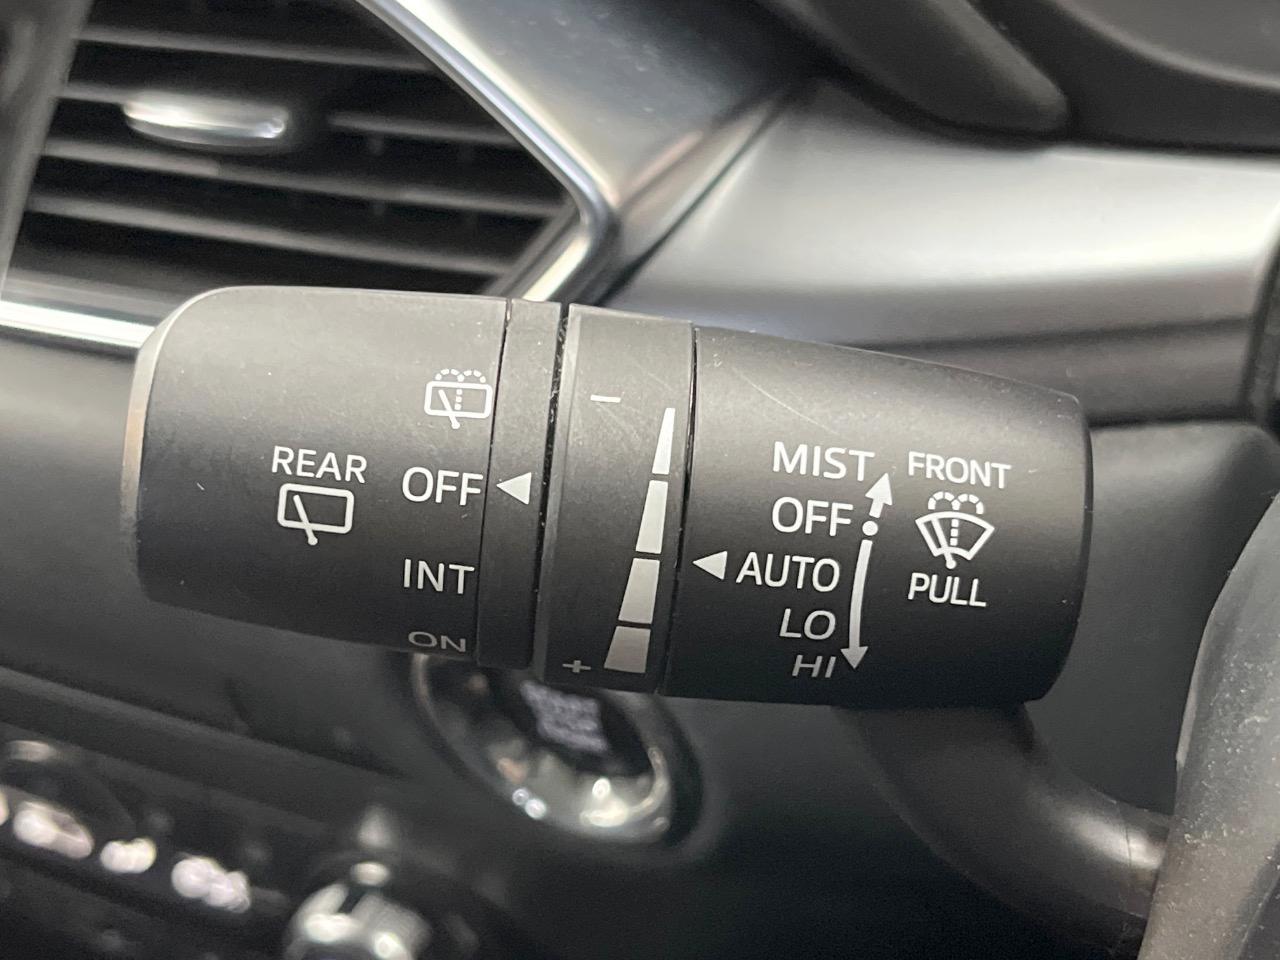 REAR
OFF
INT
ON
−
+
MIST
OFF
AUTO
LO
HI
FRONT
PULL